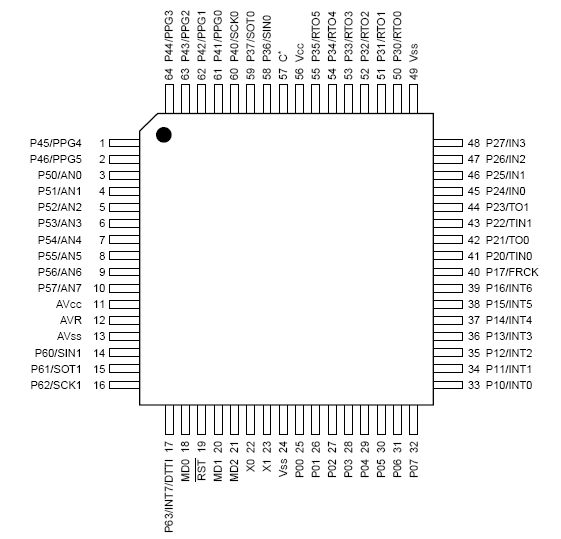 64 P44/PPG3
63 P43/PPG2
62 P42/PPG1
61 P41/PPG0
60 P40/SCK0
59 P37/SOT0
58 P36/SIN0
57 C*
56 Vcc
55 P35/RTO5
54 P34/RTO4
53 P33/RTO3
52 P32/RTO2
51 P31/RTO1
50 P30/RTO0
49 Vss
P45/PPG4 1
P46/PPG5 2
P50/AN0 3
P51/AN1 4
P52/AN2 5
P53/AN3 6
P54/AN4 7
P55/AN5 8
P56/AN6 9
P57/AN7 10
AVcc 11
AVR 12
AVss 13
P60/SIN1 14
P61/SOT1 15
P62/SCK1 16
48 P27/IN3
47 P26/IN2
46 P25/IN1
45 P24/IN0
44 P23/TO1
43 P22/TIN1
42 P21/TO0
41 P20/TIN0
40 P17/FRCK
39 P16/INT6
38 P15/INT5
37 P14/INT4
36 P13/INT3
35 P12/INT2
34 P11/INT1
33 P10/INT0
P63/INT7/DTTI 17
MD0 18
RST 19
MD1 20
MD2 21
X0 22
X1 23
Vss 24
P00 25
P01 26
P02 27
P03 28
P04 29
P05 30
P06 31
P07 32